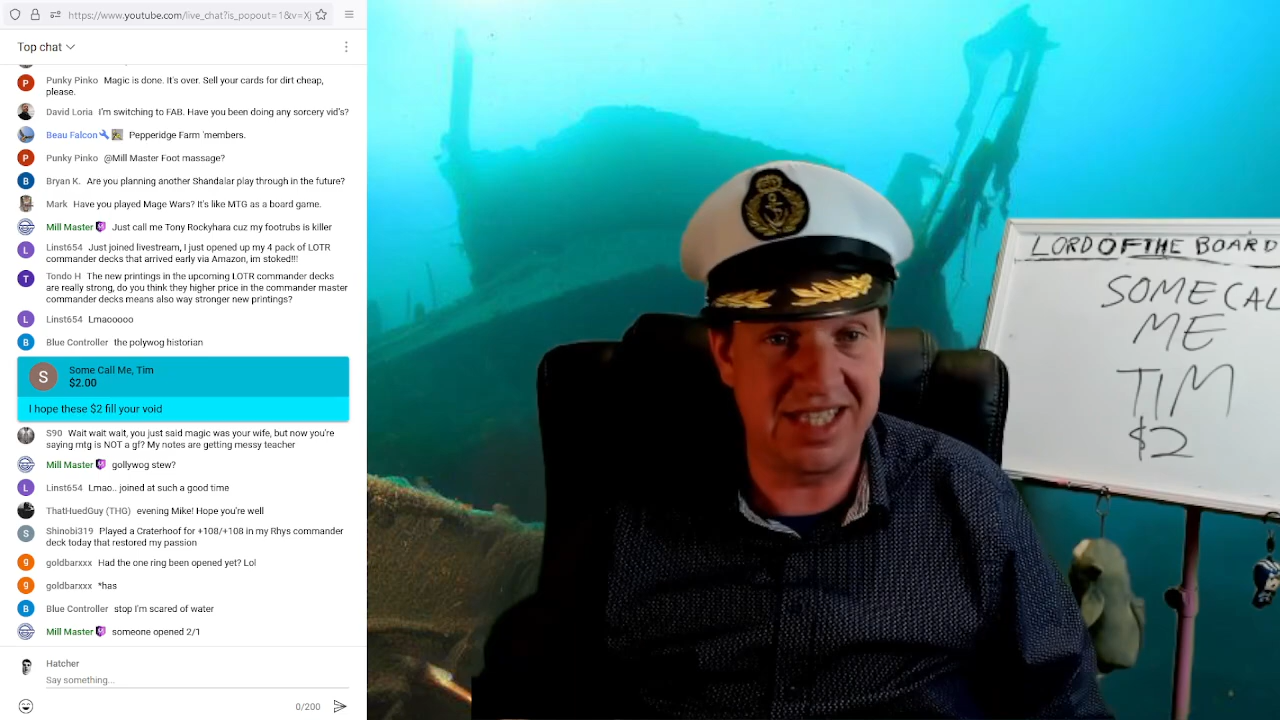 https://www.youtube.com/live_chat?is_popout=1&v=Xj
Top chat
P Punky Pinko Magic is done. It's over. Sell your cards for dirt cheap,
please.
David Loria I'm switching to FAB. Have you been doing any sorcery vid's?
Beau Falcon Pepperidge Farm 'members.
P Punky Pinko @Mill Master Foot massage?
B Bryan K. Are you planning another Shandalar play through in the future?
Mark Have you played Mage Wars? It's like MTG as a board game.
Mill Master Just call me Tony Rockyhara cuz my footrubs is killer
L Linst654 Just joined livestream, I just opened up my 4 pack of LOTR
commander decks that arrived early via Amazon, im stoked!!!
T Tondo H The new printings in the upcoming LOTR commander decks
are really strong, do you think they higher price in the commander master
commander decks means also way stronger new printings?
L Linst654 Lmacoooo
B Blue Controller the polywog historian
S Some Call Me, Tim
$2.00
I hope these $2 fill your void
S90 Wait wait wait, you just said magic was your wife, but now you're
saying mtg is NOT a gf? My notes are getting messy teacher
Mill Master gollywog stew?
L Linst654 Lmao.. joined at such a good time
ThatHuedGuy (THG) evening Mike! Hope you're well
S Shinobi319 Played a Craterhoof for +108/+108 in my Rhys commander
deck today that restored my passion
g goldbarxxx Had the one ring been opened yet? Lol
g goldbarxxx *has
B Blue Controller stop I'm scared of water
Mill Master someone opened 2/1
Hatcher
Say something...
0/200
LORD OF THE BOARD
SOME CAL
ME
TIM
$2